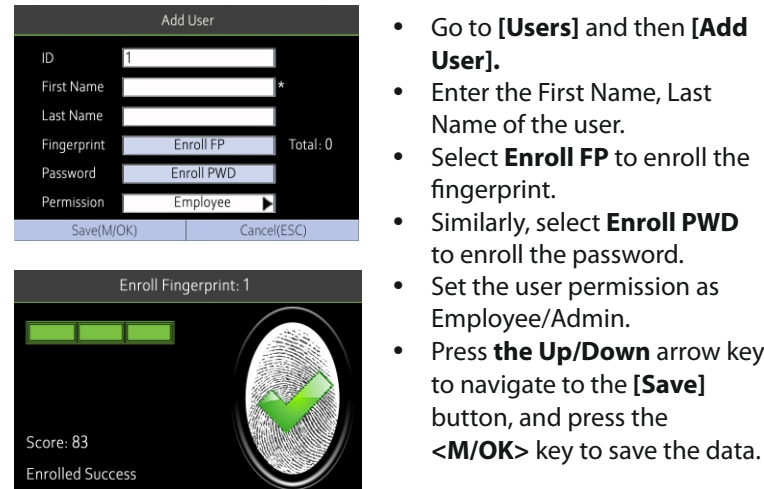 Add User
ID 1
First Name *
Last Name
Fingerprint Enroll FP Total: 0
Password Enroll PWD
Permission Employee
Save(M/OK) Cancel(ESC)
Enroll Fingerprint: 1
Score: 83
Enrolled Success
• Go to [Users] and then [Add
User].
• Enter the First Name, Last
Name of the user.
• Select Enroll FP to enroll the
fingerprint.
• Similarly, select Enroll PWD
to enroll the password.
• Set the user permission as
Employee/Admin.
• Press the Up/Down arrow key
to navigate to the [Save]
button, and press the
<M/OK> key to save the data.